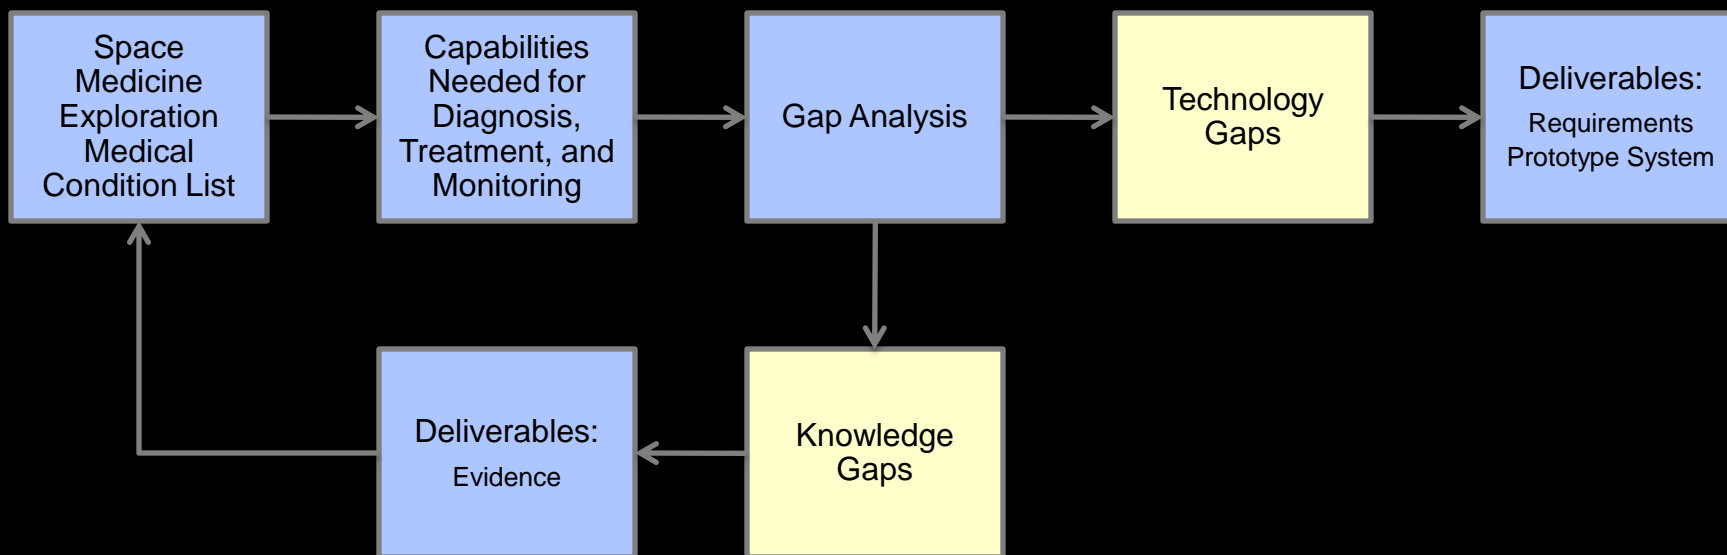 Space
Medicine
Exploration
Medical
Condition List
Capabilities
Needed for
Diagnosis,
Treatment, and
Monitoring
Gap Analysis
Technology
Gaps
Deliverables:
Requirements
Prototype System
Deliverables:
Evidence
Knowledge
Gaps